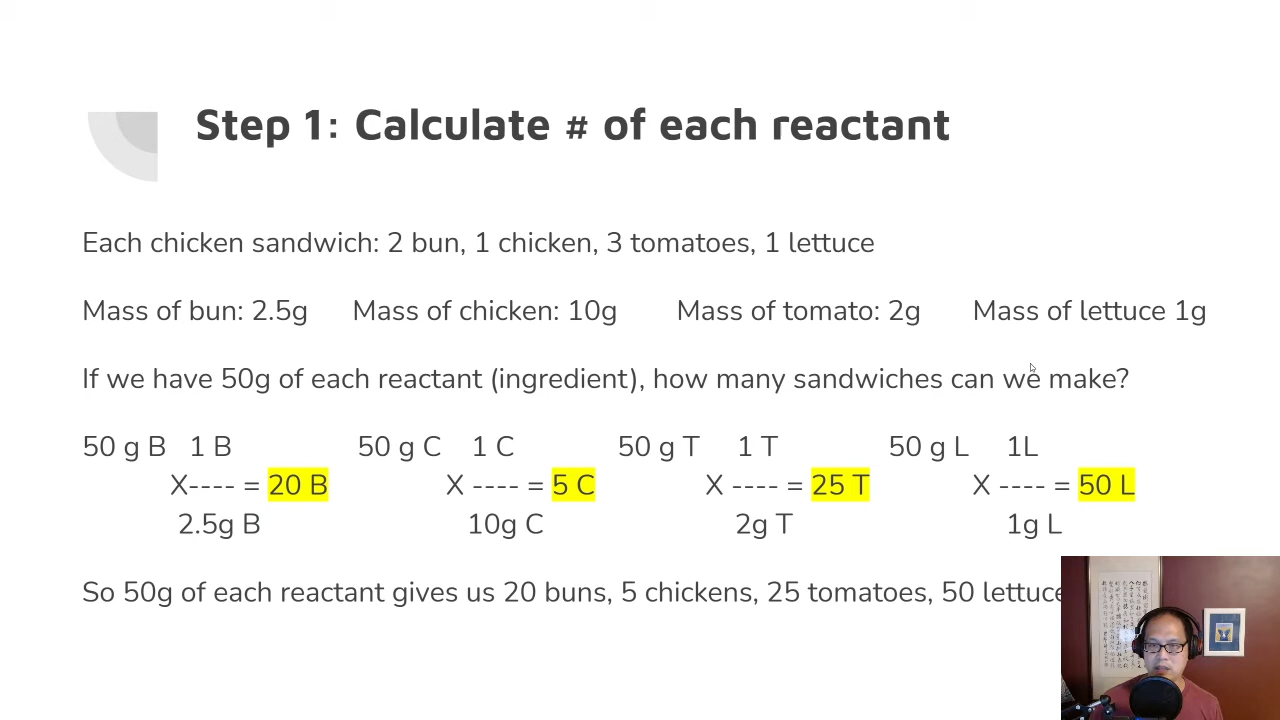 Step 1: Calculate # of each reactant
Each chicken sandwich: 2 bun, 1 chicken, 3 tomatoes, 1 lettuce
Mass of bun: 2.5g Mass of chicken: 10g Mass of tomato: 2g Mass of lettuce 1g
If we have 50g of each reactant (ingredient), how many sandwiches can we make?
50 g B 1 B 50 g C 1 C 50 g T 1 T 50 g L 1L
X---- = 20 B X ---- = 5 C X ---- = 25 T X ---- = 50 L
2.5g B 10g C 2g T 1g L
So 50g of each reactant gives us 20 buns, 5 chickens, 25 tomatoes, 50 lettuce